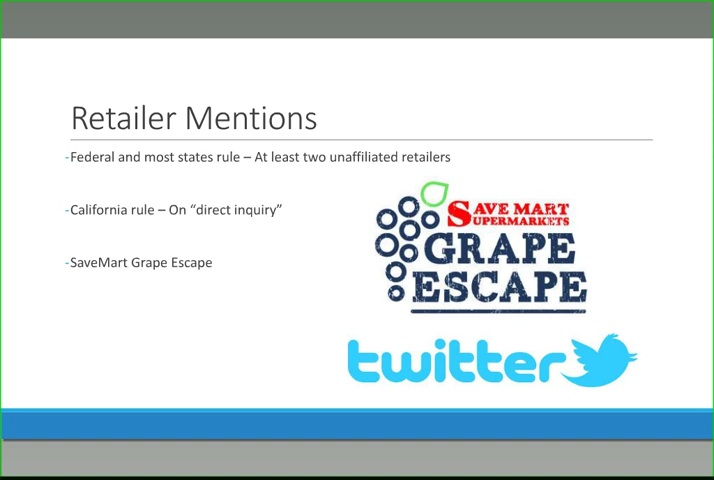 Retailer Mentions
-Federal and most states rule – At least two unaffiliated retailers
-California rule – On “direct inquiry”
-SaveMart Grape Escape
SAVE MART
SUPERMARKETS
GRAPE
ESCAPE
twitter